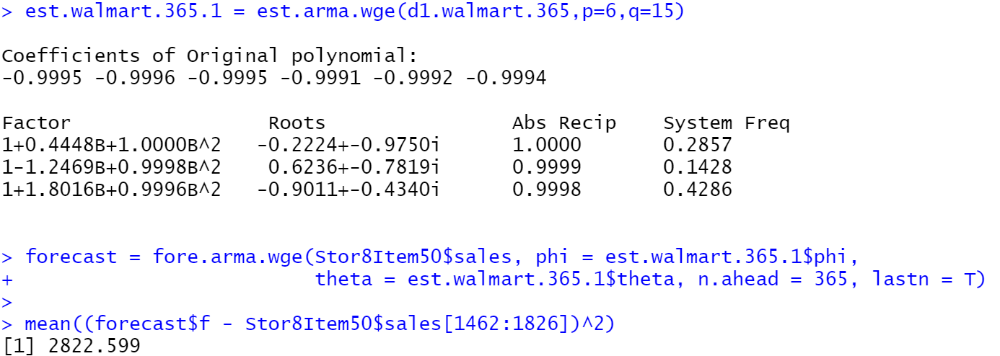 > est.walmart.365.1 = est.arma.wge(d1.walmart.365,p=6,q=15)
Coefficients of Original polynomial:
-0.9995 -0.9996 -0.9995 -0.9991 -0.9992 -0.9994
Factor Roots Abs Recip System Freq
1+0.4448B+1.0000B^2 -0.2224+-0.9750i 1.0000 0.2857
1-1.2469B+0.9998B^2 0.6236+-0.7819i 0.9999 0.1428
1+1.8016B+0.9996B^2 -0.9011+-0.4340i 0.9998 0.4286
> forecast = fore.arma.wge(Stor8Item50$sales, phi = est.walmart.365.1$phi,
+ theta = est.walmart.365.1$theta, n.ahead = 365, lastn = T)
>
> mean((forecast$f - Stor8Item50$sales[1462:1826])^2)
[1] 2822.599